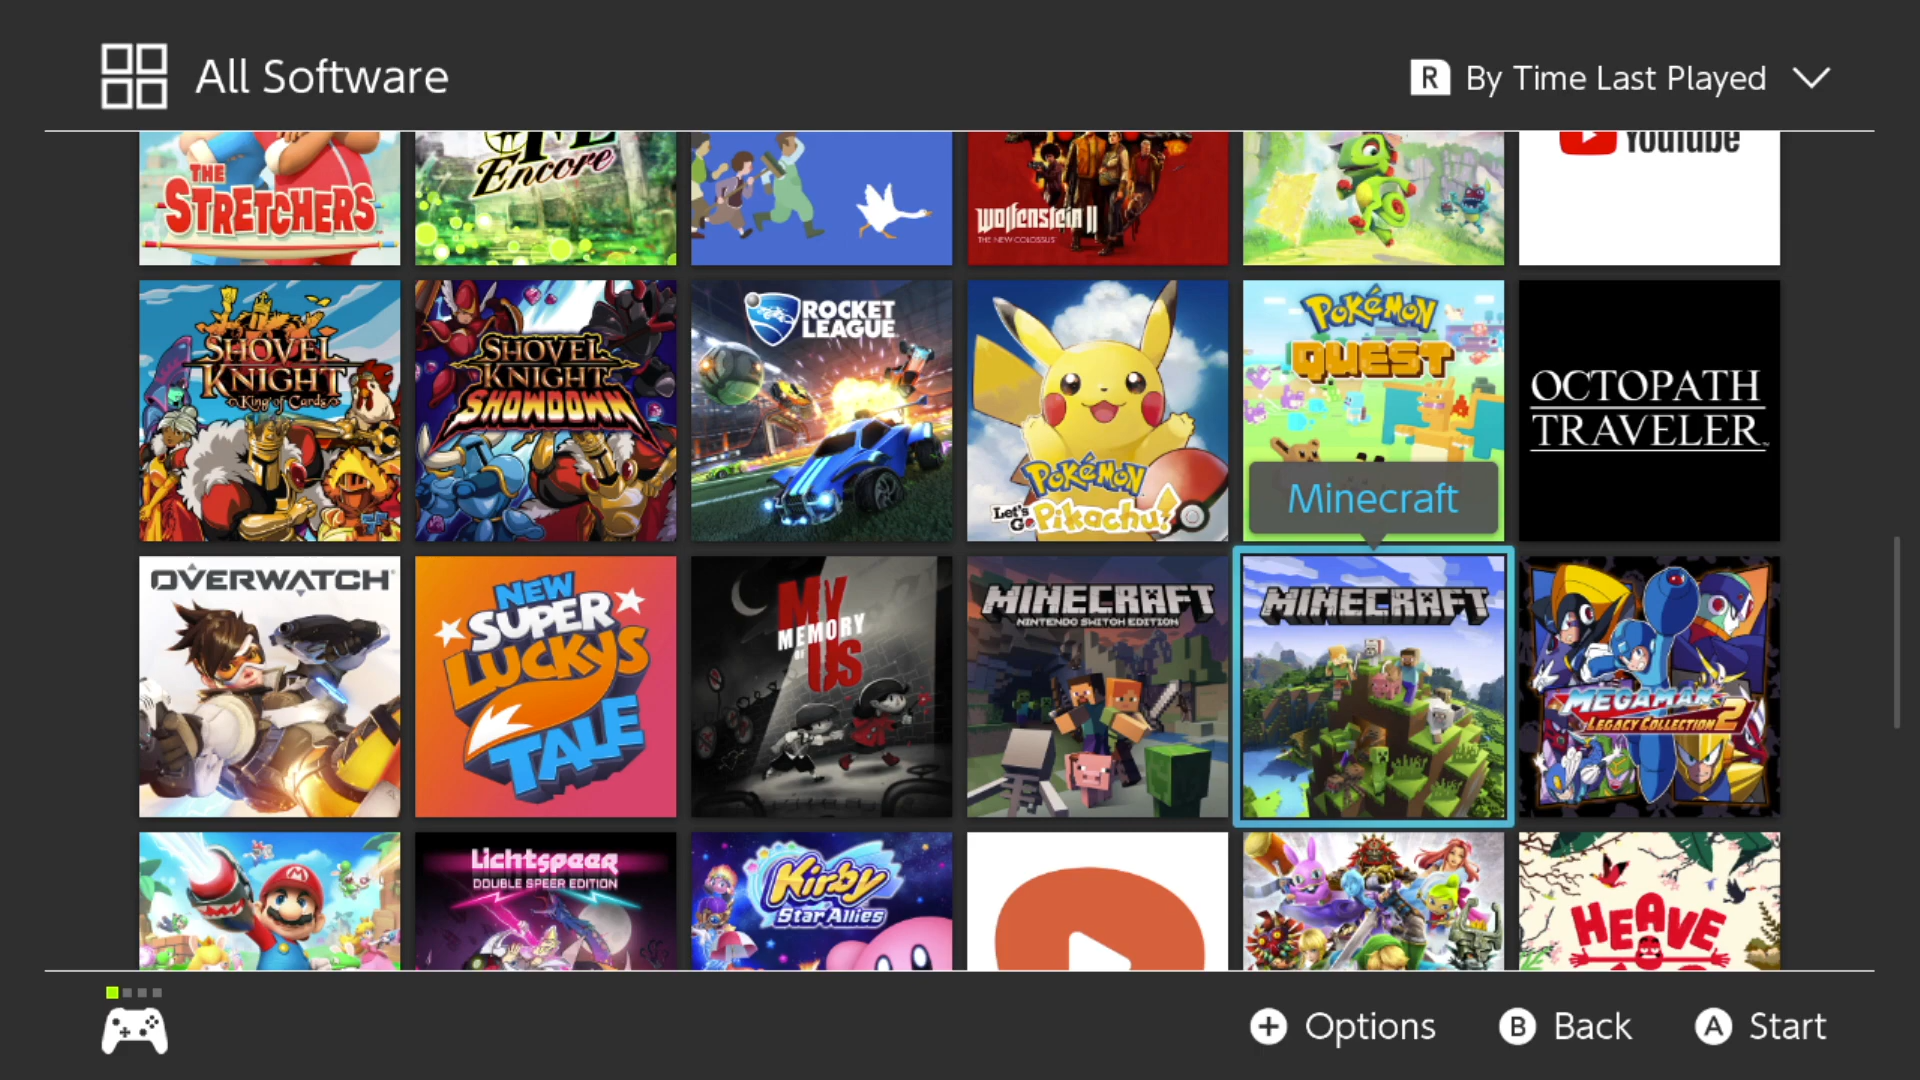 All Software
R By Time Last Played
THE
STRETCHERS
Encore
Wolfenstein II
THE NEW COLOSSUS
YouTube
SHOVEL
KNIGHT
King of Cards
SHOVEL
KNIGHT
SHOWDOWN
ROCKET
LEAGUE
Pokémon
Let's
Go Pikachu!
Pokémon
QUEST
Minecraft
OCTOPATH
TRAVELER
OVERWATCH
NEW
SUPER
LUCKY'S
TALE
MY
MEMORY
OF
US
MINECRAFT
NINTENDO SWITCH EDITION
MINECRAFT
MEGAMAN
LEGACY COLLECTION 2
Lichtspeer
DOUBLE SPEER EDITION
Kirby
Star Allies
HEAVE
+ Options
B Back
A Start